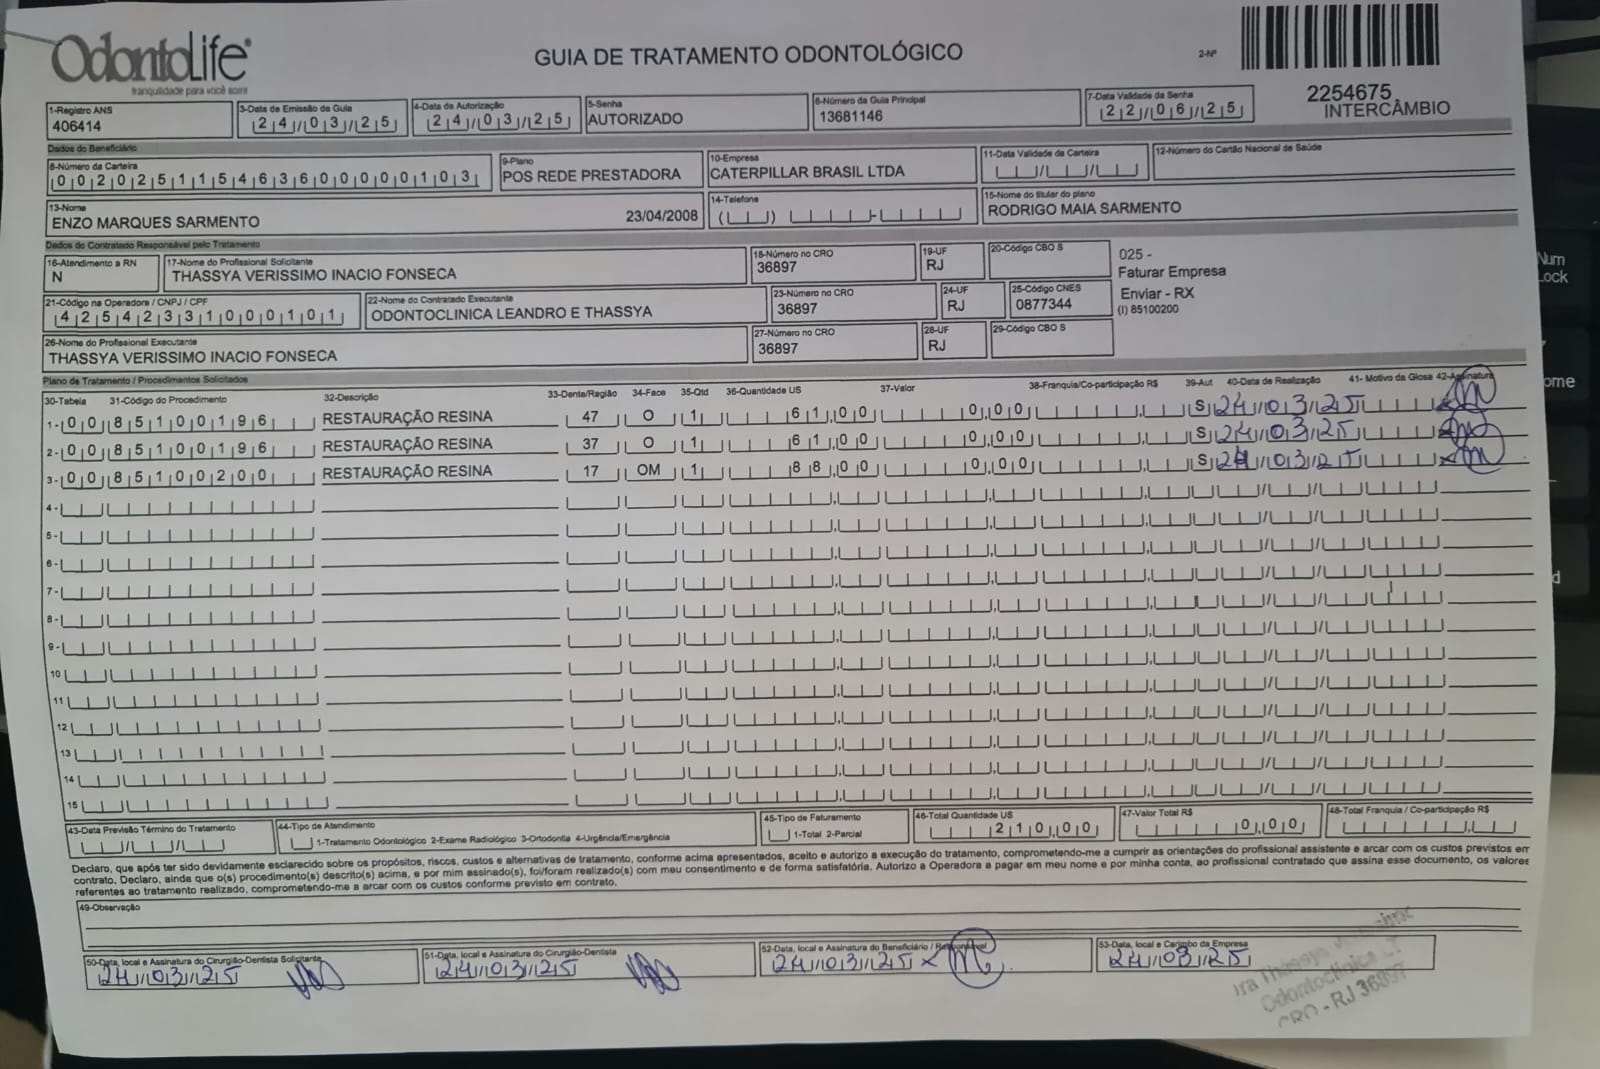 OdontoLife
tranquilidade para você sorrir
GUIA DE TRATAMENTO ODONTOLÓGICO
2-Nº
2254675
INTERCÂMBIO
1-Registro ANS
406414
3-Data de Emissão da Guia
24/03/25
4-Data de Autorização
24/03/25
5-Senha
AUTORIZADO
6-Número da Guia Principal
13681146
7-Data Validade da Senha
22/06/25
Dados do Beneficiário
8-Número da Carteira
00202511546360000103
9-Plano
POS REDE PRESTADORA
10-Empresa
CATERPILLAR BRASIL LTDA
11-Data Validade da Carteira
12-Número do Cartão Nacional de Saúde
13-Nome
ENZO MARQUES SARMENTO 23/04/2008
14-Telefone
15-Nome do titular do plano
RODRIGO MAIA SARMENTO
Dados do Contratado Responsável pelo Tratamento
16-Atendimento a RN
N
17-Nome do Profissional Solicitante
THASSYA VERISSIMO INACIO FONSECA
18-Número no CRO
36897
19-UF
RJ
20-Código CBO S
025 -
Faturar Empresa
Enviar - RX
(I) 85100200
21-Código na Operadora / CNPJ / CPF
42542331000101
22-Nome do Contratado Executante
ODONTOCLINICA LEANDRO E THASSYA
23-Número no CRO
36897
24-UF
RJ
25-Código CNES
0877344
26-Nome do Profissional Executante
THASSYA VERISSIMO INACIO FONSECA
27-Número no CRO
36897
28-UF
RJ
29-Código CBO S
Plano de Tratamento / Procedimentos Solicitados
30-Tabela 31-Código do Procedimento 32-Descrição 33-Dente/Região 34-Face 35-Qtd 36-Quantidade US 37-Valor 38-Franquia/Co-participação R$ 39-Aut 40-Data de Realização 41- Motivo da Glosa 42-Assinatura
1- 00 85100196 RESTAURAÇÃO RESINA 47 O 1 61,00 0,00 S 24/03/25
2- 00 85100196 RESTAURAÇÃO RESINA 37 O 1 61,00 0,00 S 24/03/25
3- 00 85100200 RESTAURAÇÃO RESINA 17 OM 1 88,00 0,00 S 24/03/25
4-
5-
6-
7-
8-
9-
10
11
12
13
14
15
43-Data Previsão Término do Tratamento
44-Tipo de Atendimento
1-Tratamento Odontológico 2-Exame Radiológico 3-Ortodontia 4-Urgência/Emergência
45-Tipo de Faturamento
1-Total 2-Parcial
46-Total Quantidade US
210,00
47-Valor Total R$
0,00
48-Total Franquia / Co-participação R$
Declaro, que após ter sido devidamente esclarecido sobre os propósitos, riscos, custos e alternativas de tratamento, conforme acima apresentados, aceito e autorizo a execução do tratamento, comprometendo-me a cumprir as orientações do profissional assistente e arcar com os custos previstos em
contrato. Declaro, ainda que o(s) procedimento(s) descrito(s) acima, e por mim assinado(s), foi/foram realizado(s) com meu consentimento e de forma satisfatória. Autorizo a Operadora a pagar em meu nome e por minha conta, ao profissional contratado que assina esse documento, os valores
referentes ao tratamento realizado, comprometendo-me a arcar com os custos conforme previsto em contrato.
49-Observação
50-Data, local e Assinatura do Cirurgião-Dentista Solicitante
24/03/25
51-Data, local e Assinatura do Cirurgião-Dentista
24/03/25
52-Data, local e Assinatura do Beneficiário / Responsável
24/03/25 x
53-Data, local e Carimbo da Empresa
24/03/25
Odontoclínica
CRO - RJ 36897
Num
Lock